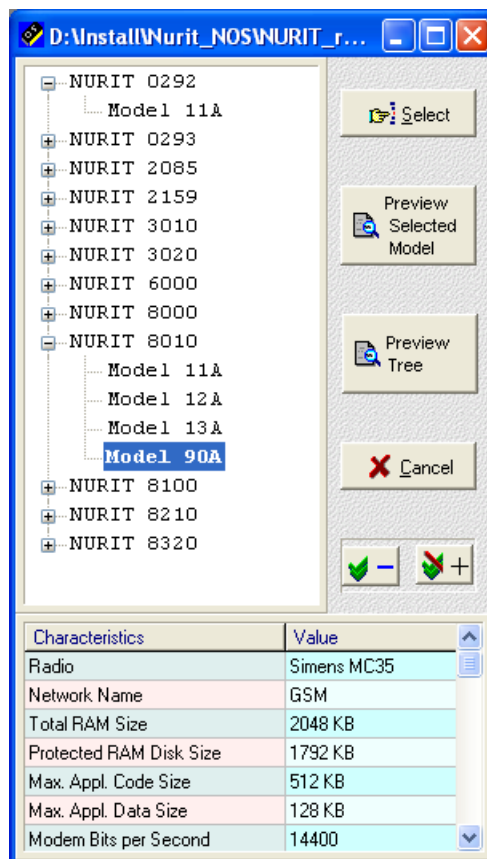 D:\Install\Nurit_NOS\NURIT_r...
NURIT 0292
Model 11A
NURIT 0293
NURIT 2085
NURIT 2159
NURIT 3010
NURIT 3020
NURIT 6000
NURIT 8000
NURIT 8010
Model 11A
Model 12A
Model 13A
Model 90A
NURIT 8100
NURIT 8210
NURIT 8320
Select
Preview
Selected
Model
Preview
Tree
Cancel
Characteristics Value
Radio Simens MC35
Network Name GSM
Total RAM Size 2048 KB
Protected RAM Disk Size 1792 KB
Max. Appl. Code Size 512 KB
Max. Appl. Data Size 128 KB
Modem Bits per Second 14400